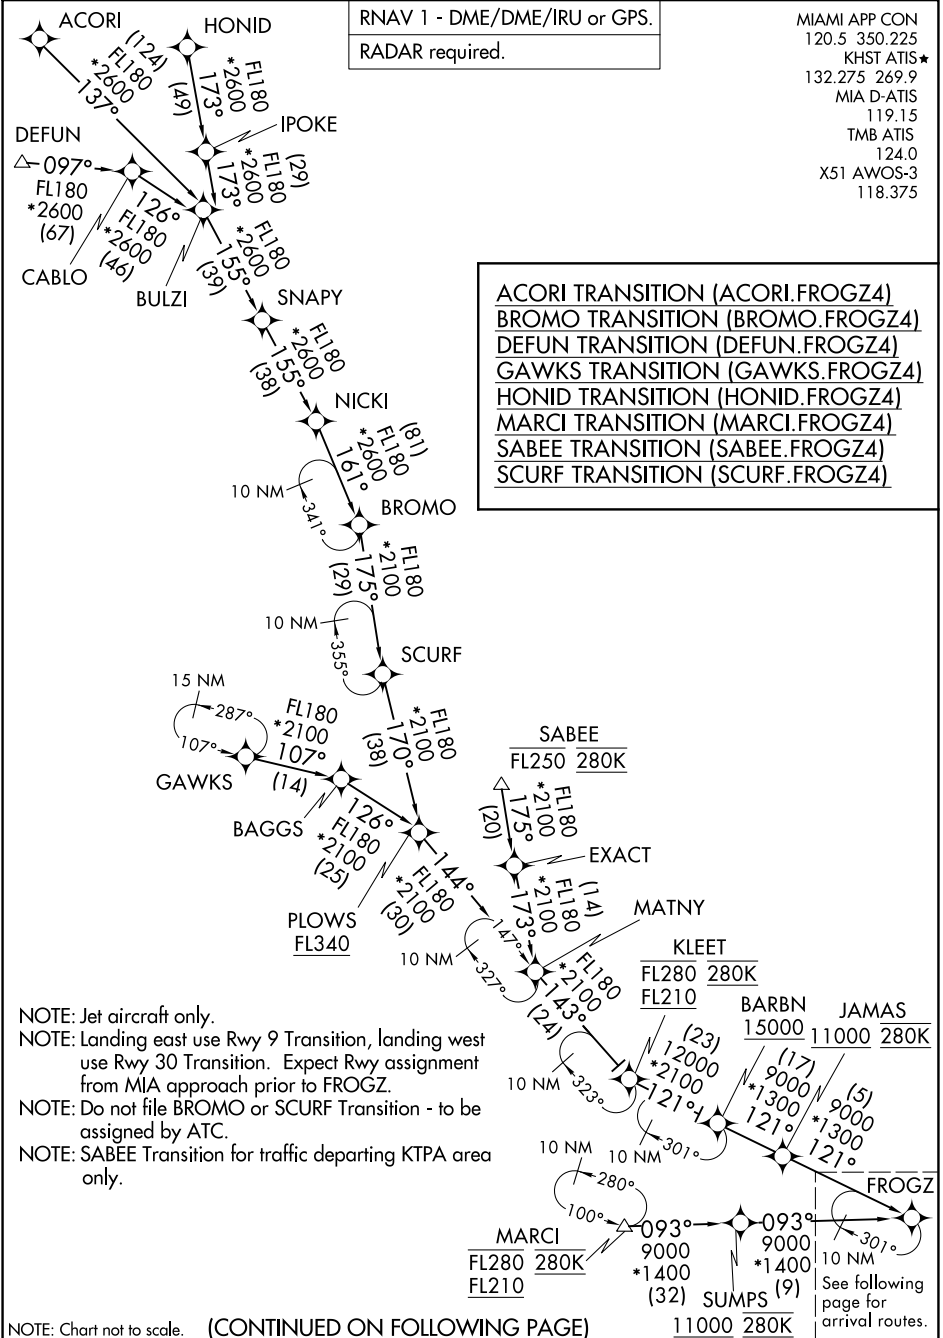 RNAV 1 - DME/DME/IRU or GPS.
RADAR required.
MIAMI APP CON
120.5 350.225
KHST ATIS★
132.275 269.9
MIA D-ATIS
119.15
TMB ATIS
124.0
X51 AWOS-3
118.375
ACORI
(124)
FL180
*2600
137°
HONID
FL180
*2600
173°
(49)
IPOKE
(29)
FL180
*2600
173°
DEFUN
097°
FL180
*2600
(67)
CABLO
126°
FL180
*2600
(46)
BULZI
FL180
*2600
155°
(39)
SNAPY
FL180
*2600
155°
(38)
NICKI
(81)
FL180
*2600
161°
10 NM
341°
BROMO
FL180
*2100
175°
(29)
10 NM
355°
SCURF
FL180
*2100
170°
(38)
ACORI TRANSITION (ACORI.FROGZ4)
BROMO TRANSITION (BROMO.FROGZ4)
DEFUN TRANSITION (DEFUN.FROGZ4)
GAWKS TRANSITION (GAWKS.FROGZ4)
HONID TRANSITION (HONID.FROGZ4)
MARCI TRANSITION (MARCI.FROGZ4)
SABEE TRANSITION (SABEE.FROGZ4)
SCURF TRANSITION (SCURF.FROGZ4)
15 NM
287°
107°
GAWKS
FL180
*2100
107°
(14)
BAGGS
126°
FL180
*2100
(25)
PLOWS
FL340
144°
FL180
*2100
(30)
SABEE
FL250 280K
FL180
*2100
175°
(20)
EXACT
(14)
FL180
*2100
173°
MATNY
10 NM
147°
327°
FL180
*2100
143°
(24)
KLEET
FL280 280K
FL210
10 NM
323°
(23)
12000
*2100
121°
BARBN
15000
10 NM
301°
(17)
9000
*1300
121°
JAMAS
11000 280K
(5)
9000
*1300
121°
FROGZ
10 NM
301°
See following
page for
arrival routes.
10 NM
280°
100°
MARCI
FL280 280K
FL210
093°
9000
*1400
(32)
SUMPS
11000 280K
093°
9000
*1400
(9)
NOTE: Jet aircraft only.
NOTE: Landing east use Rwy 9 Transition, landing west
use Rwy 30 Transition. Expect Rwy assignment
from MIA approach prior to FROGZ.
NOTE: Do not file BROMO or SCURF Transition - to be
assigned by ATC.
NOTE: SABEE Transition for traffic departing KTPA area
only.
NOTE: Chart not to scale.
(CONTINUED ON FOLLOWING PAGE)